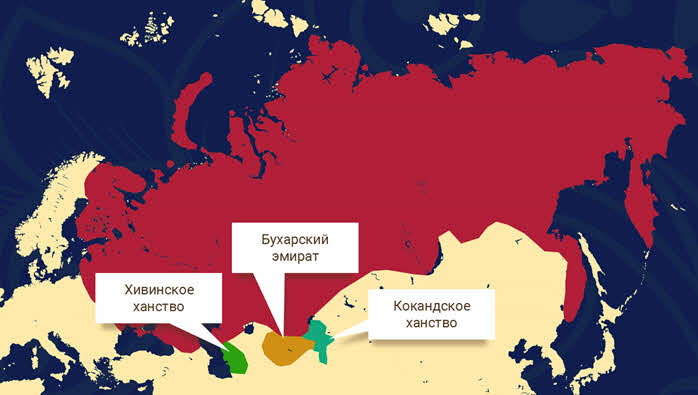 Бухарский
эмират
Хивинское
ханство
Кокандское
ханство